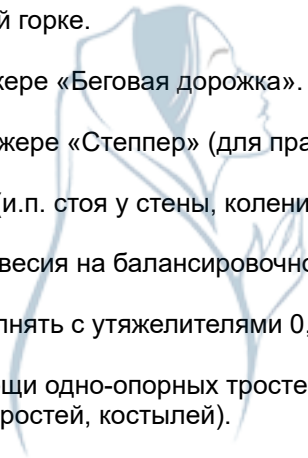 й горке.
кере «Беговая дорожка».
жере «Степпер» (для пра
(и.п. стоя у стены, колени
весия на балансировочно
лнять с утяжелителями 0,
щи одно-опорных тросте
ростей, костылей).